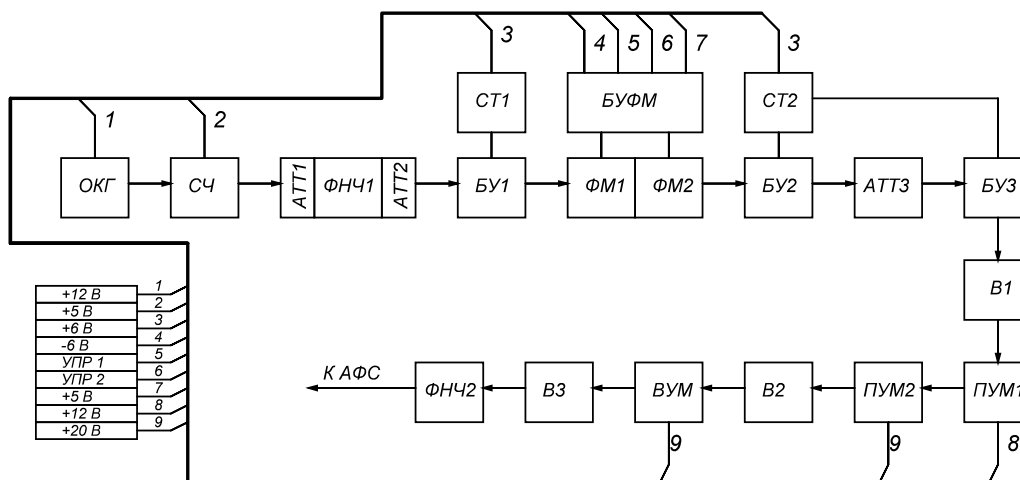 3 4 5 6 7 3
СТ1 БУФМ СТ2
1 2
ОКГ СЧ АТТ1 ФНЧ1 АТТ2 БУ1 ФМ1 ФМ2 БУ2 АТТ3 БУ3
В1
+12 В 1
+5 В 2
+6 В 3
-6 В 4
УПР 1 5
УПР 2 6
+5 В 7
+12 В 8
+20 В 9
К АФС
ФНЧ2 В3 ВУМ В2 ПУМ2 ПУМ1
9 9 8